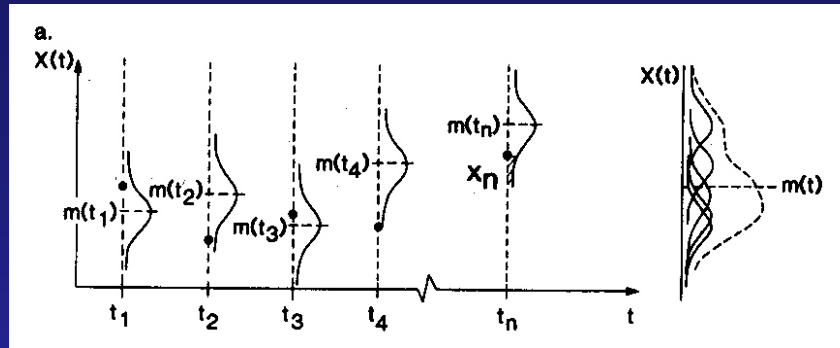 a.
X(t)
m(t₁)
m(t₂)
m(t₃)
m(t₄)
m(tₙ)
xₙ
t₁ t₂ t₃ t₄ tₙ t
X(t)
m(t)